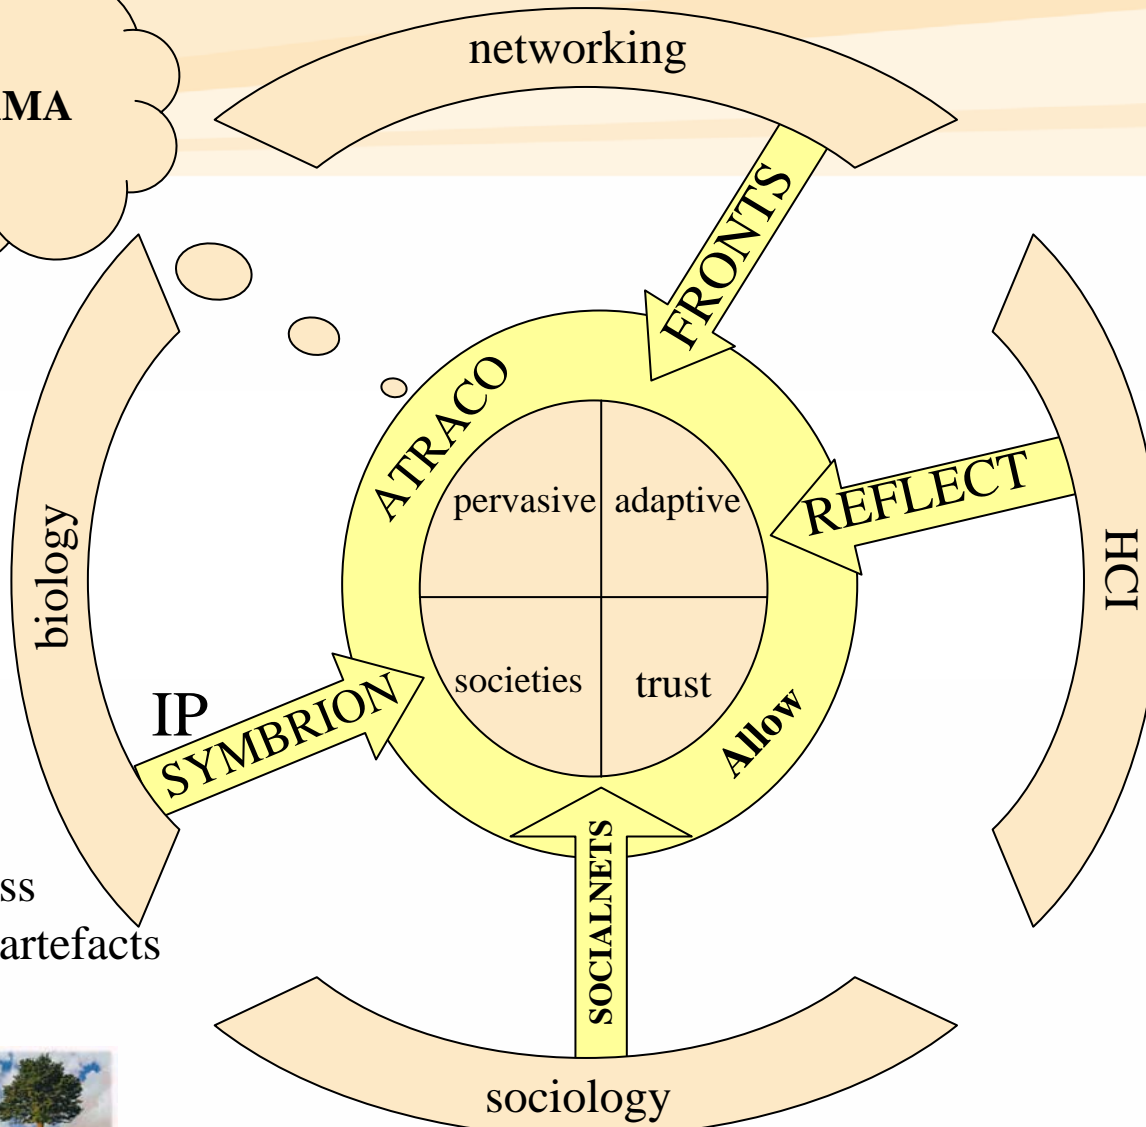 networking
MA
FRONTS
ATRACO
pervasive
adaptive
REFLECT
biology
HCI
societies
trust
IP
SYMBRION
Allow
SOCIALNETS
ss
artefacts
sociology